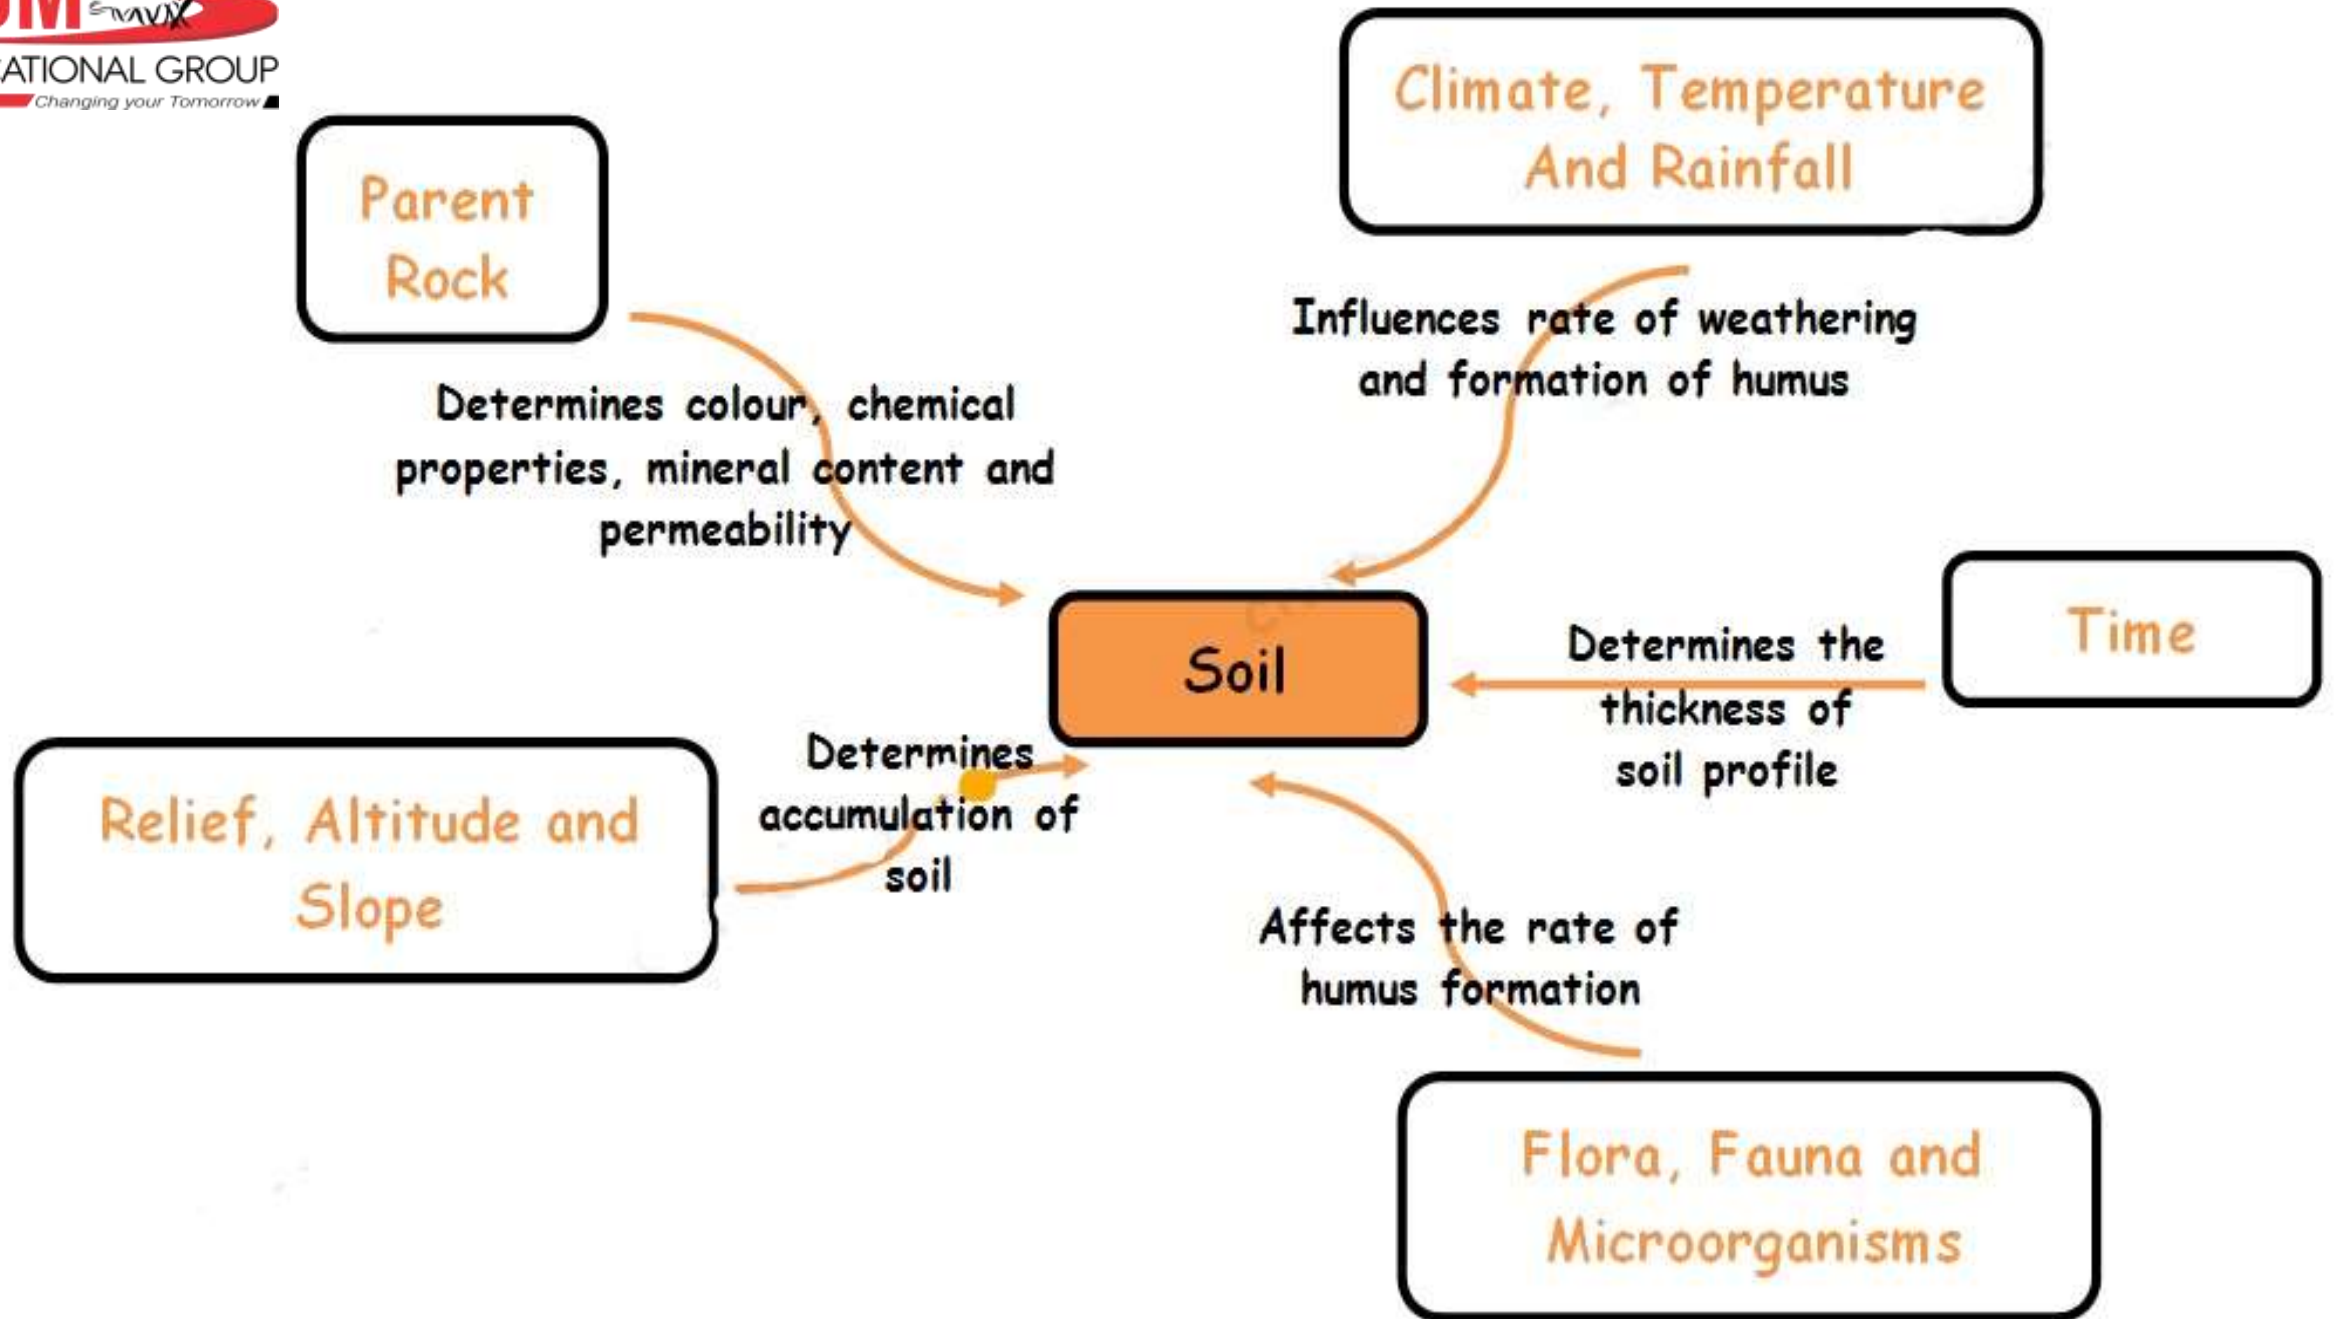 CATIONAL GROUP
Changing your Tomorrow
Climate, Temperature
And Rainfall
Parent
Rock
Influences rate of weathering
and formation of humus
Determines colour, chemical
properties, mineral content and
permeability
Soil
Time
Determines the
thickness of
soil profile
Relief, Altitude and
Slope
Determines
accumulation of
soil
Affects the rate of
humus formation
Flora, Fauna and
Microorganisms